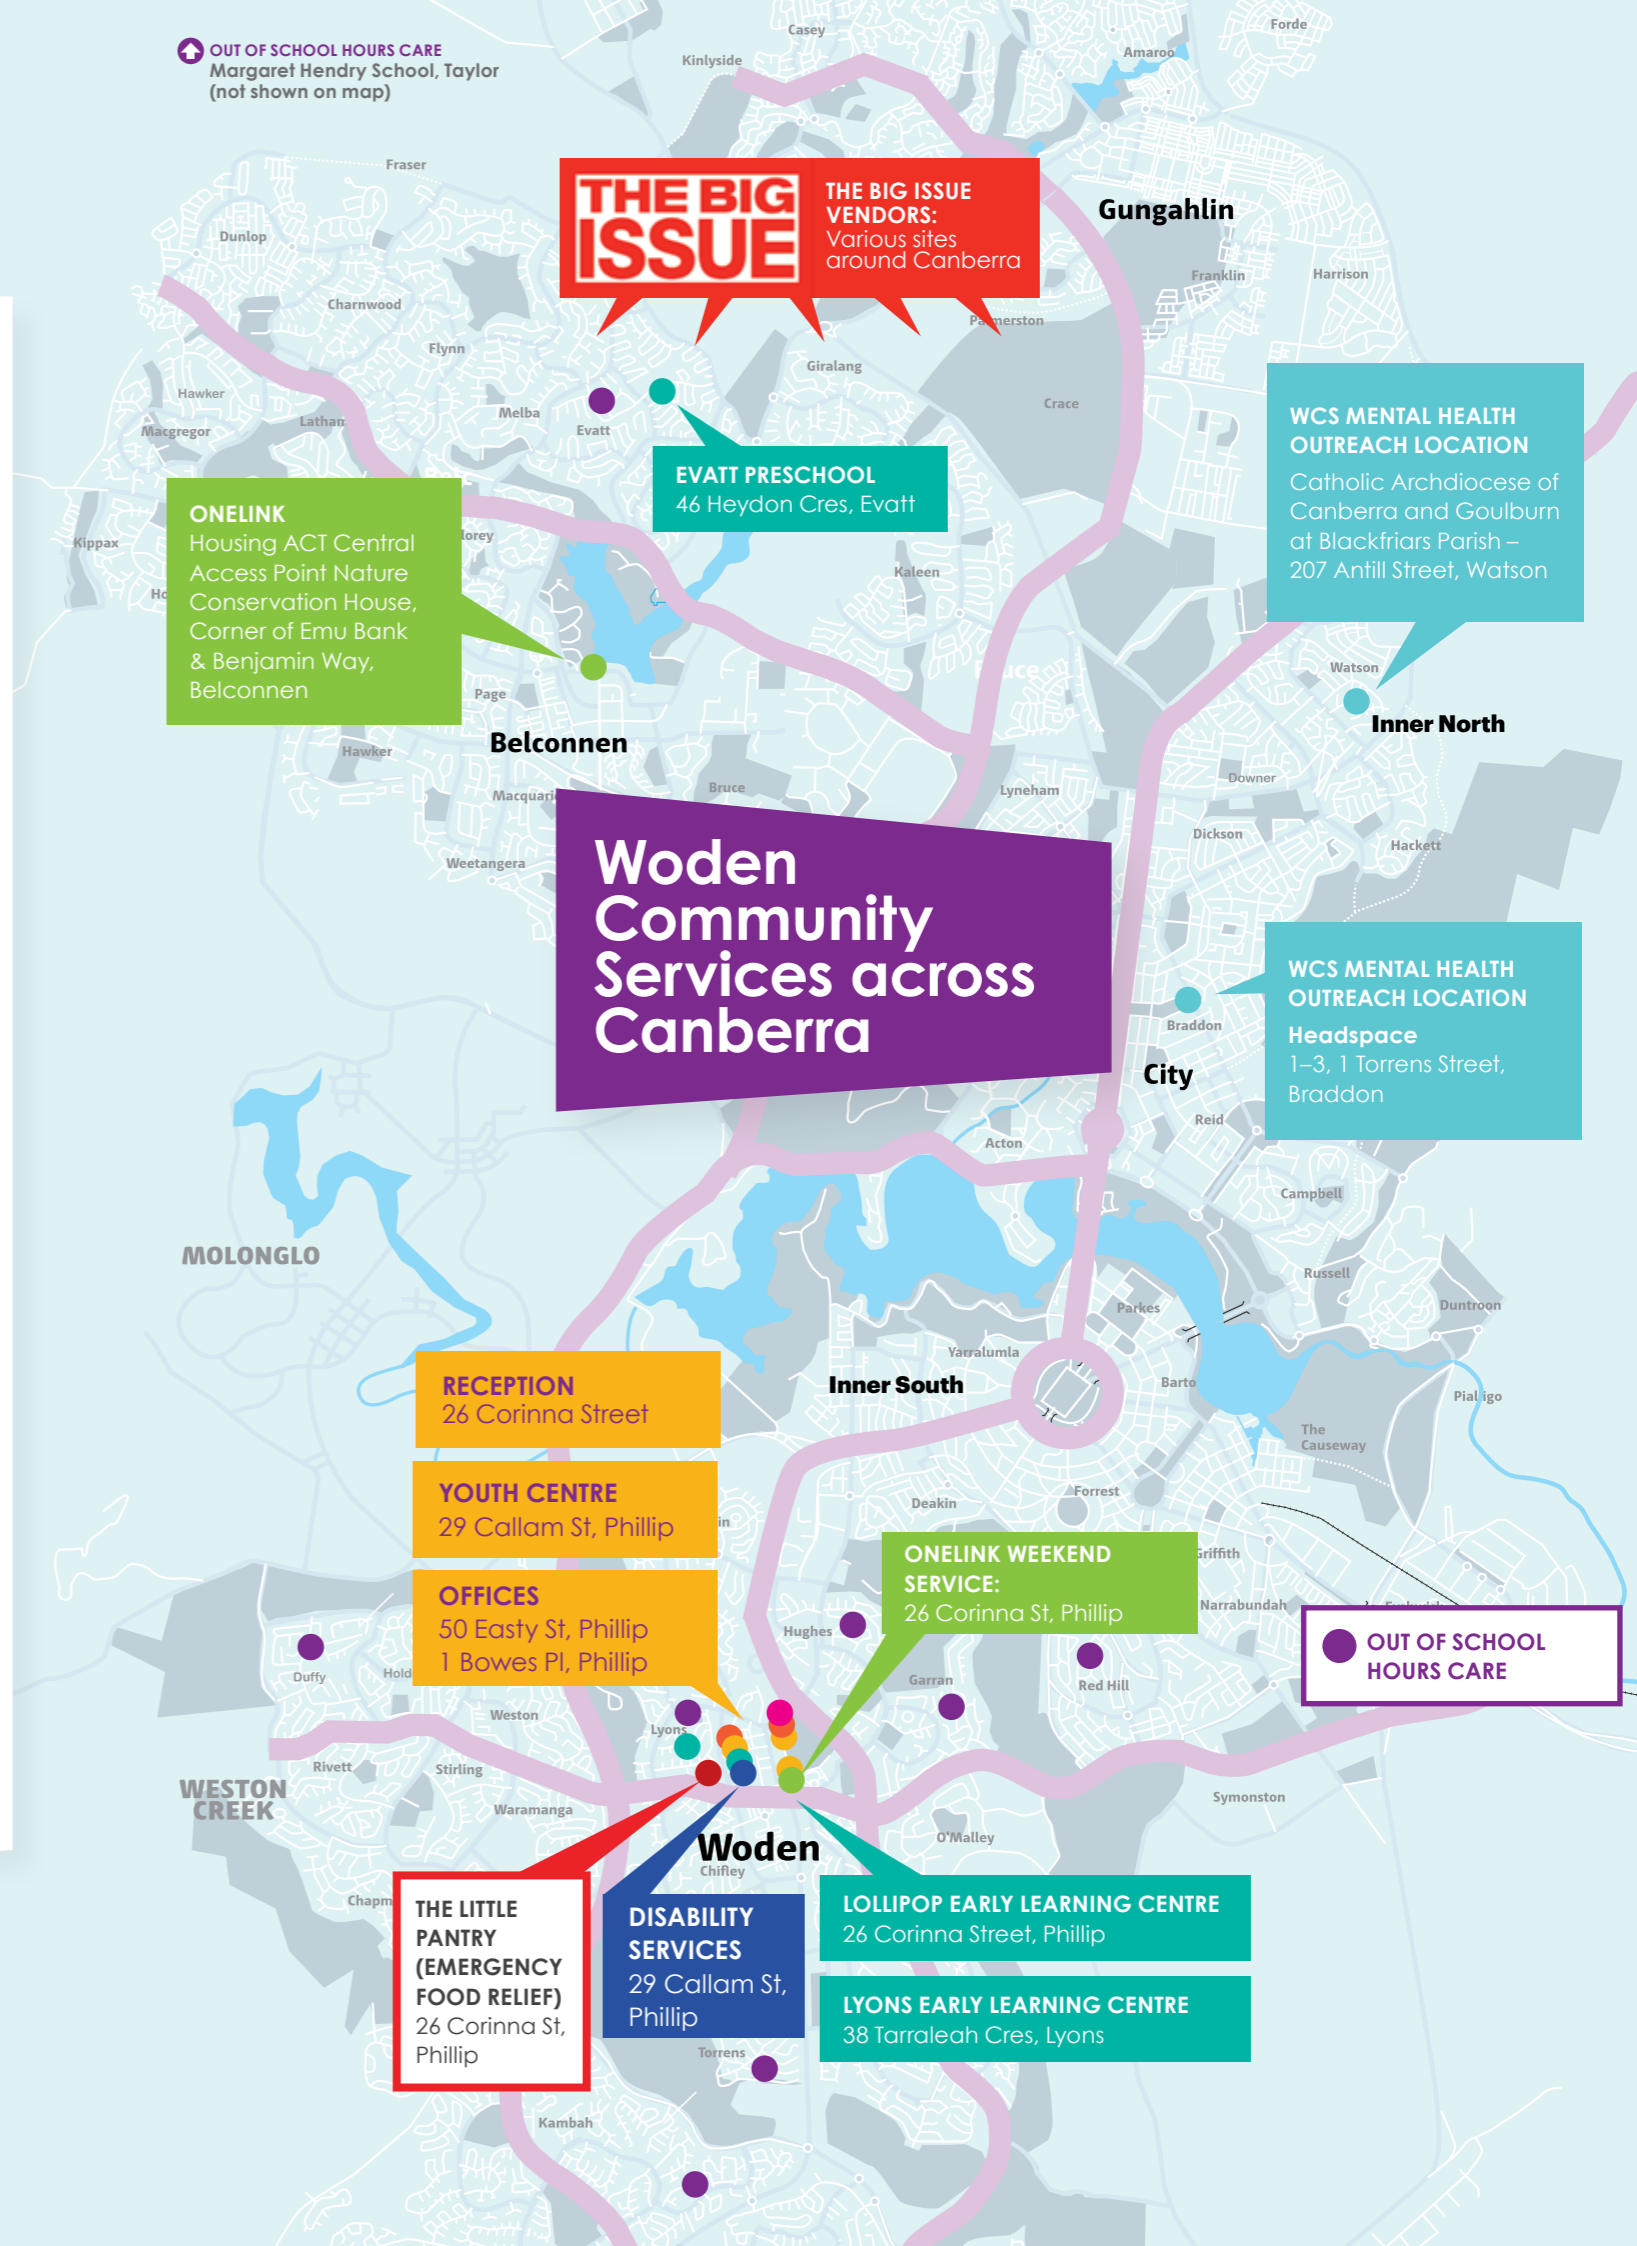 OUT OF SCHOOL HOURS CARE
Margaret Hendry School, Taylor
(not shown on map)
Casey
Forde
Kinlyside
Amaroo
Fraser
THE BIG
ISSUE
THE BIG ISSUE
VENDORS:
Various sites
around Canberra
Gungahlin
Dunlop
Franklin
Harrison
Charnwood
Palmerston
Flynn
Giralang
Hawker
Melba
Crace
Lathan
Macgregor
Evatt
EVATT PRESCHOOL
46 Heydon Cres, Evatt
WCS MENTAL HEALTH
OUTREACH LOCATION
Catholic Archdiocese of
Canberra and Goulburn
at Blackfriars Parish –
207 Antill Street, Watson
ONELINK
Housing ACT Central
Access Point Nature
Conservation House,
Corner of Emu Bank
& Benjamin Way,
Belconnen
Kippax
lorey
Ho
Kaleen
Bruce
Watson
Page
Inner North
Belconnen
Hawker
Downer
Bruce
Lyneham
Macquari
Dickson
Hackett
Weetangera
Woden
Community
Services across
Canberra
WCS MENTAL HEALTH
OUTREACH LOCATION
Headspace
1–3, 1 Torrens Street,
Braddon
Braddon
City
Reid
Acton
Campbell
MOLONGLO
Russell
Parkes
Duntroon
Yarralumla
Inner South
Barto
Pialligo
RECEPTION
26 Corinna Street
The
Causeway
YOUTH CENTRE
29 Callam St, Phillip
in
Deakin
Forrest
ONELINK WEEKEND
SERVICE:
26 Corinna St, Phillip
Griffith
OFFICES
50 Easty St, Phillip
1 Bowes Pl, Phillip
Narrabundah
Hughes
OUT OF SCHOOL
HOURS CARE
Duffy
Hold
Garran
Red Hill
Weston
Lyons
Rivett
Stirling
WESTON
CREEK
Symonston
Waramanga
Woden
O'Malley
Chifley
Chapm
THE LITTLE
PANTRY
(EMERGENCY
FOOD RELIEF)
26 Corinna St,
Phillip
DISABILITY
SERVICES
29 Callam St,
Phillip
LOLLIPOP EARLY LEARNING CENTRE
26 Corinna Street, Phillip
LYONS EARLY LEARNING CENTRE
38 Tarraleah Cres, Lyons
Torrens
Kambah